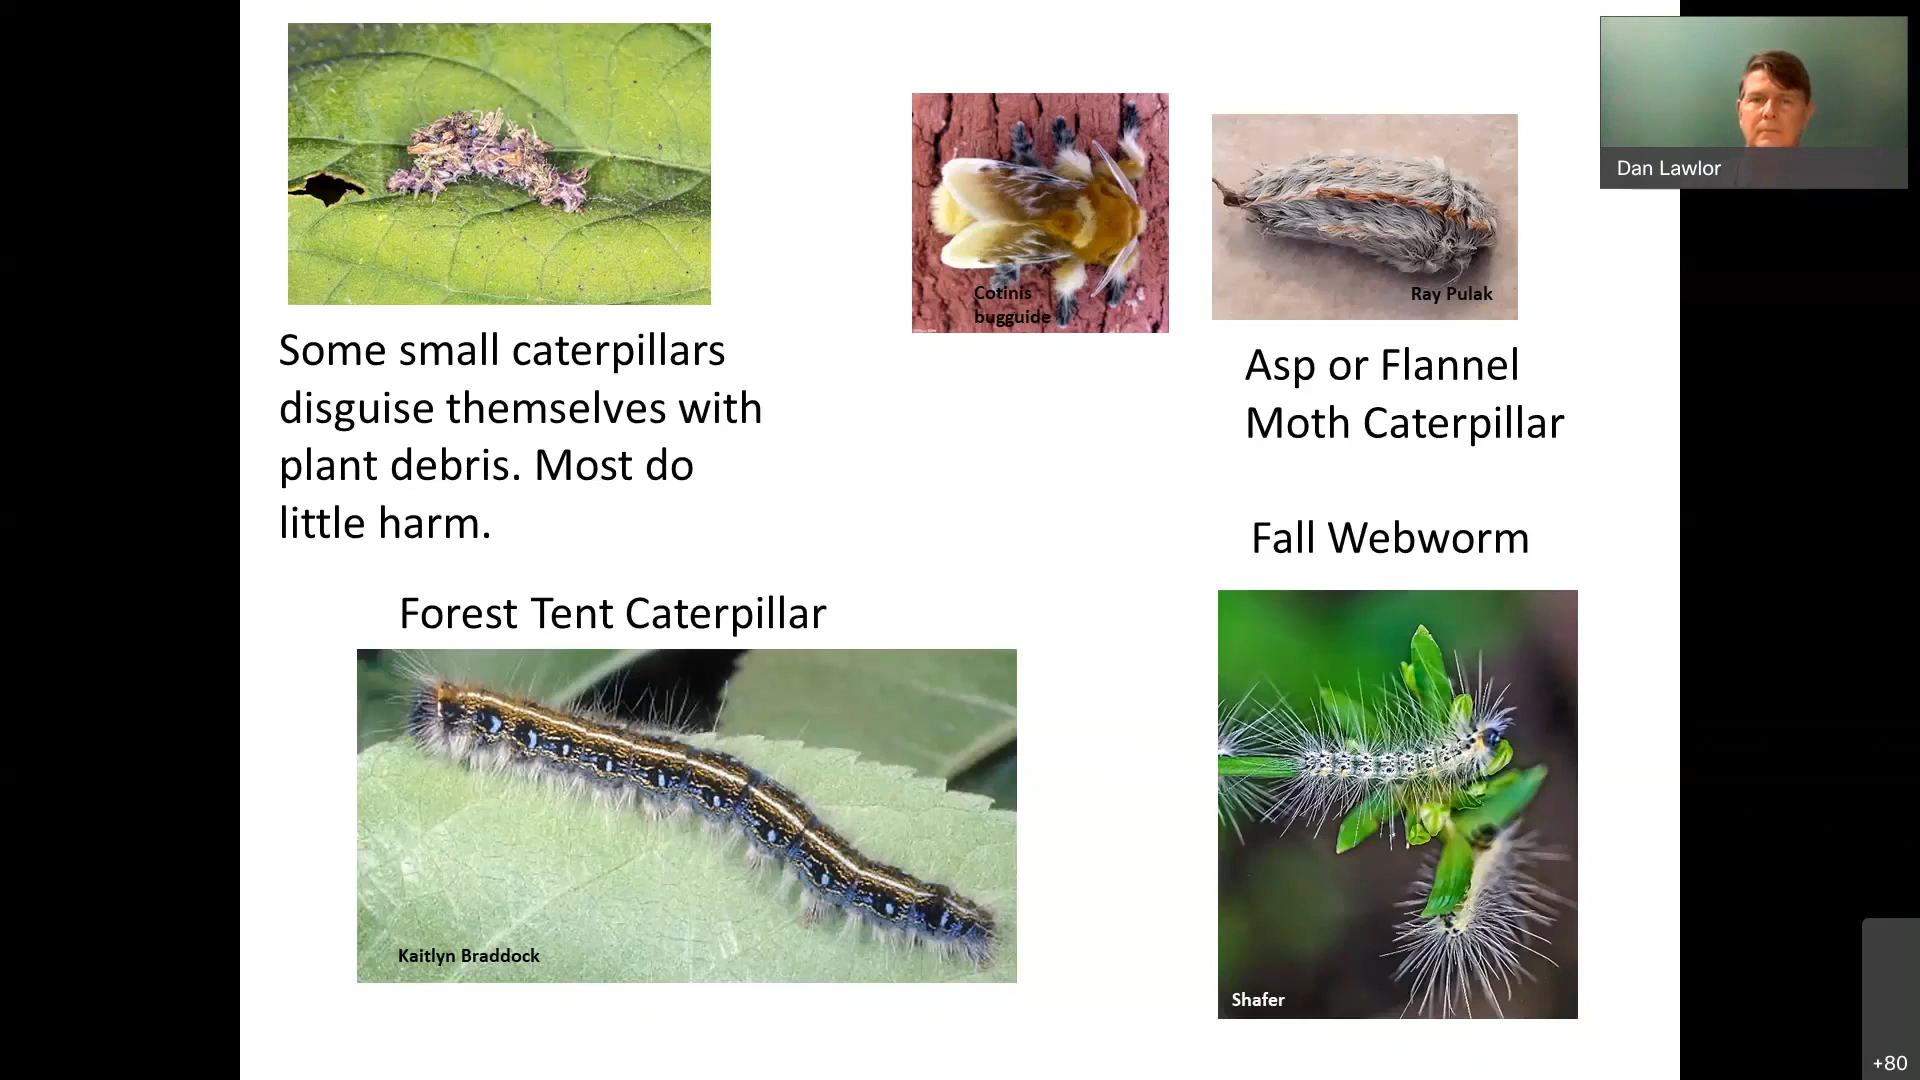 Dan Lawlor
Cotinis
bugguide
Ray Pulak
Some small caterpillars
disguise themselves with
plant debris. Most do
little harm.
Asp or Flannel
Moth Caterpillar
Fall Webworm
Forest Tent Caterpillar
Kaitlyn Braddock
Shafer
+80